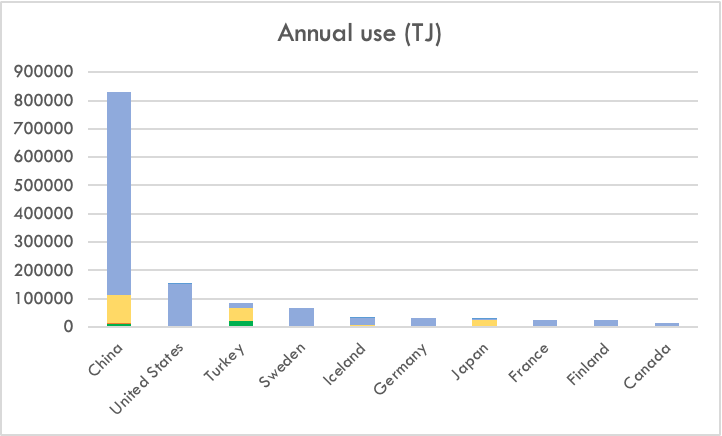 Annual use (TJ)
900000
800000
700000
600000
500000
400000
300000
200000
100000
0
China
United States
Turkey
Sweden
Iceland
Germany
Japan
France
Finland
Canada